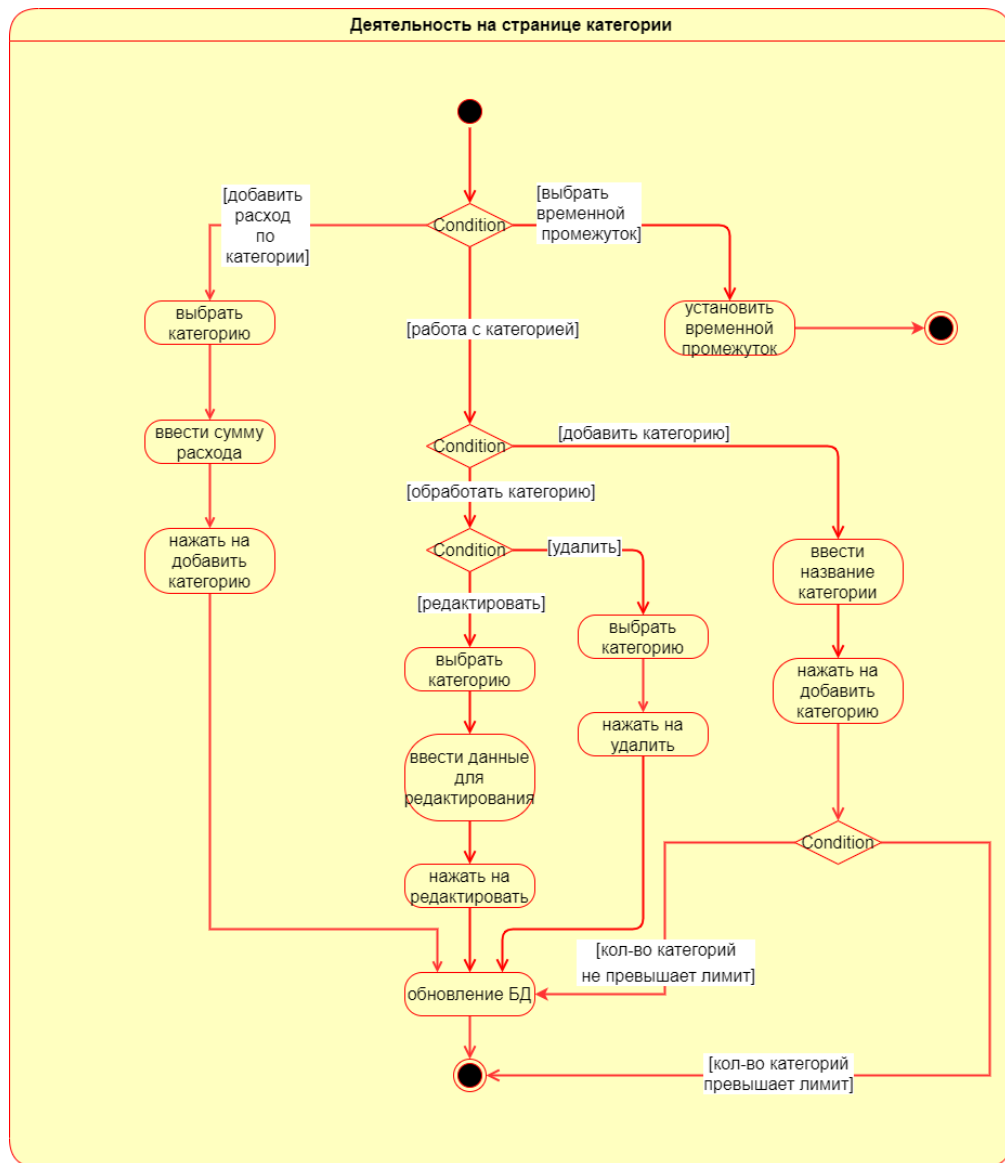 Деятельность на странице категории
[добавить
расход
по
категории]
Condition
[выбрать
временной
промежуток]
выбрать
категорию
[работа с категорией]
установить
временной
промежуток
ввести сумму
расхода
Condition
[добавить категорию]
[обработать категорию]
нажать на
добавить
категорию
Condition
[удалить]
ввести
название
категории
[редактировать]
выбрать
категорию
выбрать
категорию
нажать на
добавить
категорию
ввести данные
для
редактирования
нажать на
удалить
Condition
нажать на
редактировать
[кол-во категорий
не превышает лимит]
обновление БД
[кол-во категорий
превышает лимит]